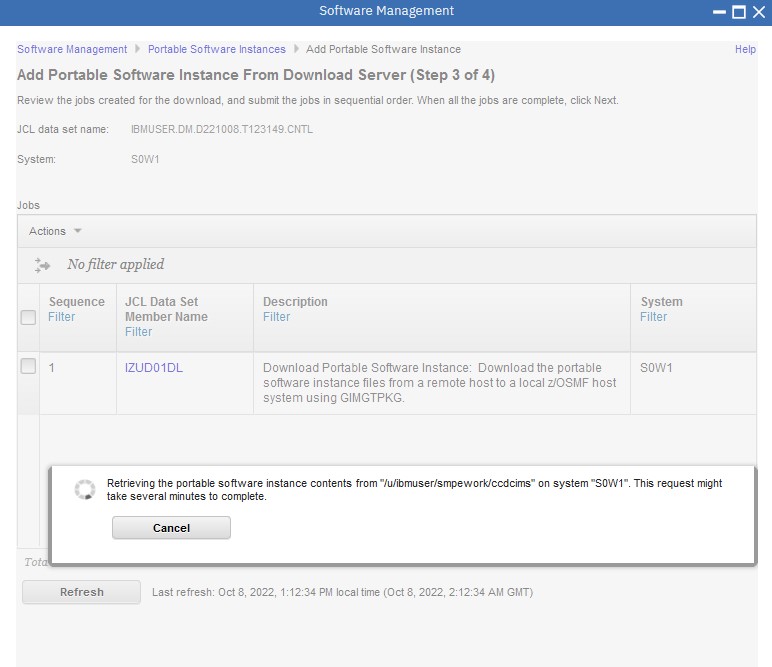 Software Management
Software Management Portable Software Instances Add Portable Software Instance Help
Add Portable Software Instance From Download Server (Step 3 of 4)
Review the jobs created for the download, and submit the jobs in sequential order. When all the jobs are complete, click Next.
JCL data set name: IBMUSER.DM.D221008.T123149.CNTL
System: S0W1
Jobs
Actions
No filter applied
Sequence JCL Data Set Description System
Filter Member Name Filter Filter
Filter
1 IZUD01DL Download Portable Software Instance: Download the portable S0W1
software instance files from a remote host to a local z/OSMF host
system using GIMGTPKG.
Retrieving the portable software instance contents from "/u/ibmuser/smpework/ccdcims" on system "S0W1". This request might
take several minutes to complete.
Cancel
Refresh Last refresh: Oct 8, 2022, 1:12:34 PM local time (Oct 8, 2022, 2:12:34 AM GMT)